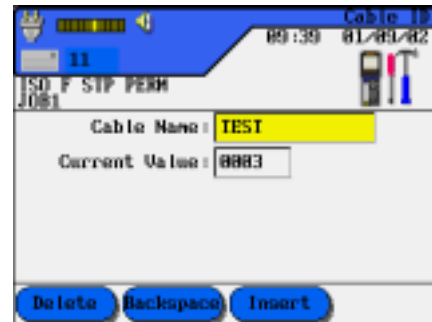 Cable ID
09:39 01/09/02
11
ISO F STP PERM
JOB1
Cable Name: TEST
Current Value: 0003
Delete Backspace Insert